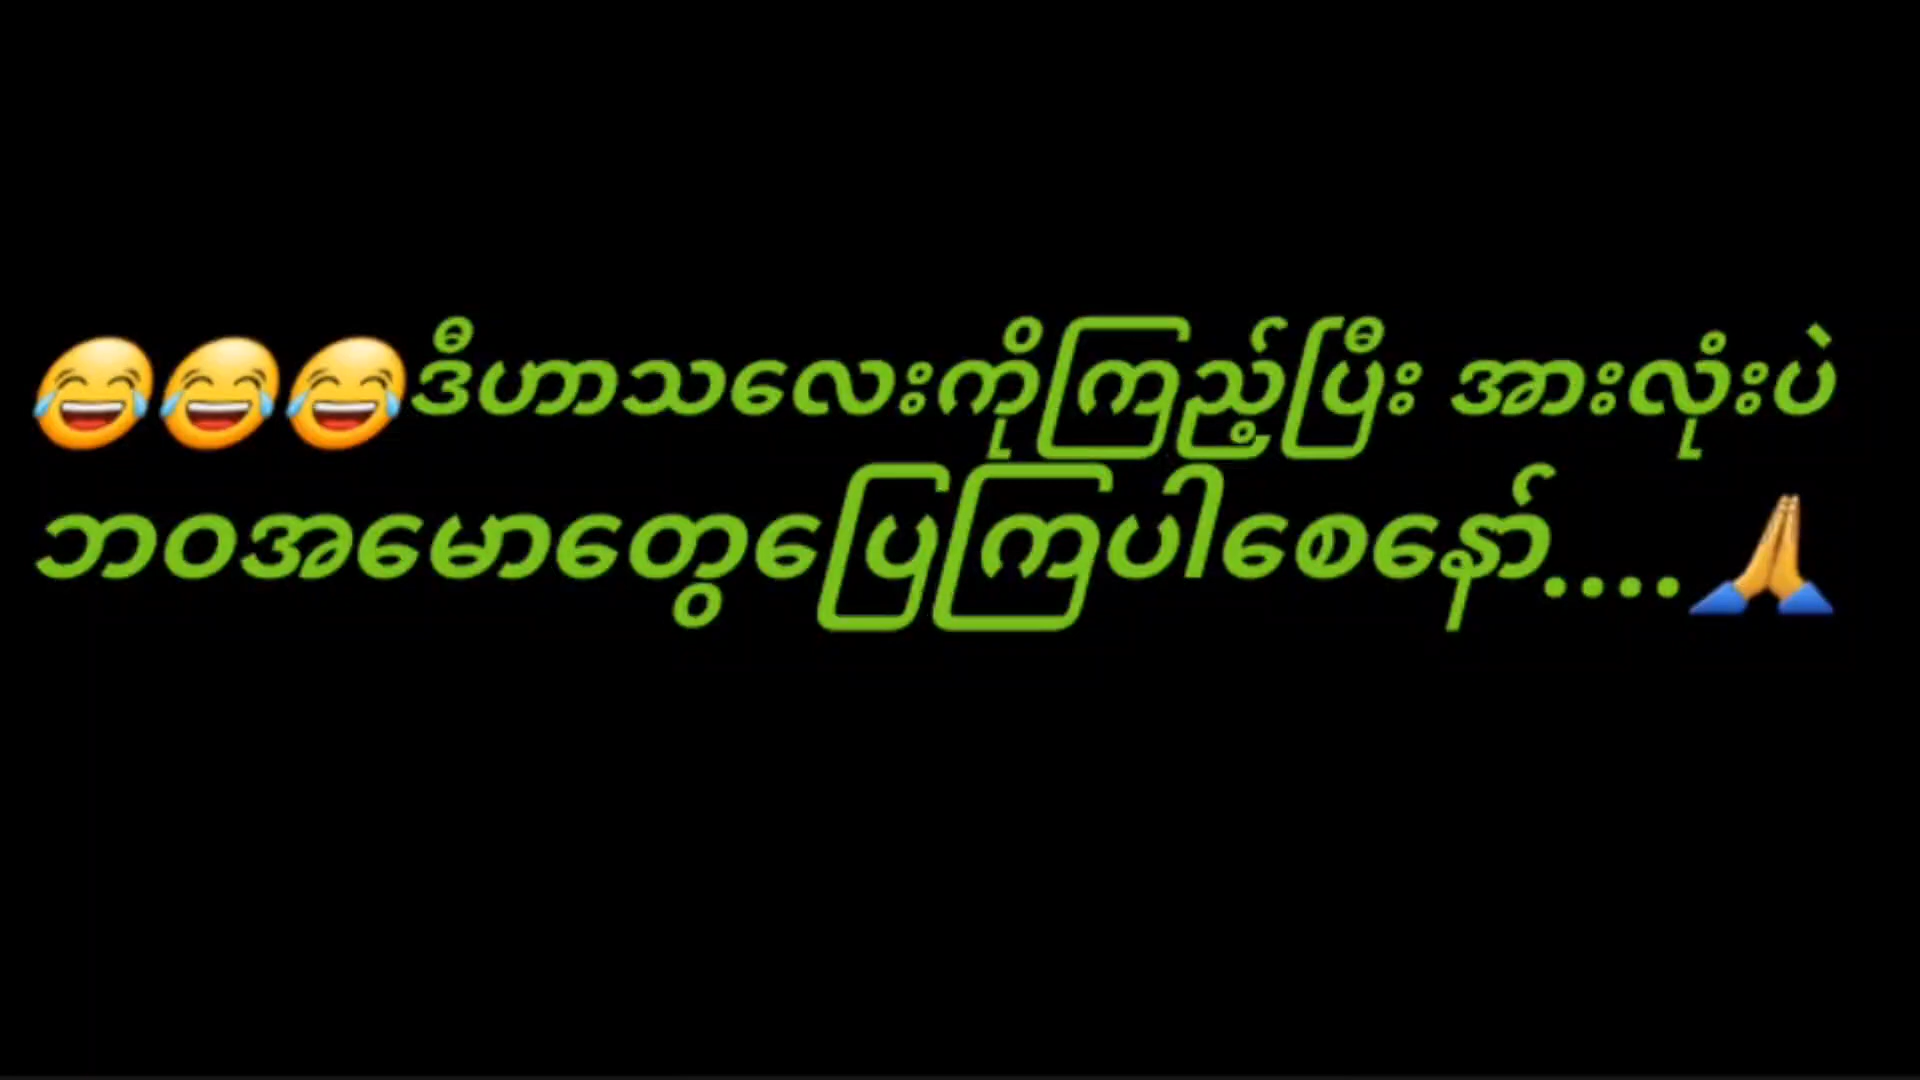 😂😂😂ဒီဟာသလေးကိုကြည့်ပြီး အားလုံးပဲ
ဘဝအမောတွေပြေကြပါစေနော်....🙏